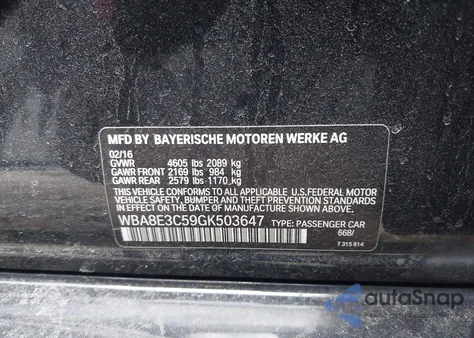 MFD BY BAYERISCHE MOTOREN WERKE AG
02/16
GVWR 4605 lbs 2089 kg
GAWR FRONT 2169 lbs 984 kg
GAWR REAR 2579 lbs 1170 kg
THIS CONFORMS TO ALL APPLICABLE U.S.FEDERAL MOTOR
VEHICLE SAFETY, BUMPER AND THEFT PREVENTION STANDARDS
IN EFFECT ON THE DATE OF MANUFACTURE SHOWN ABOVE.
WBA8E3C59GK503647 TYPE: PASSENGER CAR
668/
7 315 814
autoSnap